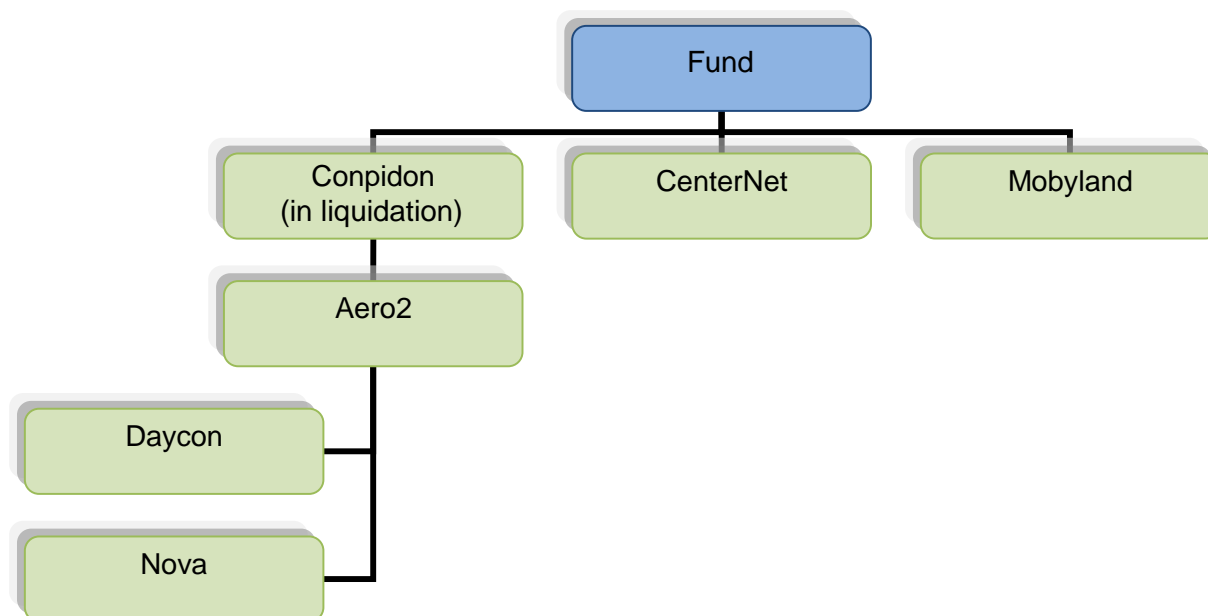 Fund
Conpidon
(in liquidation)
CenterNet
Mobyland
Aero2
Daycon
Nova